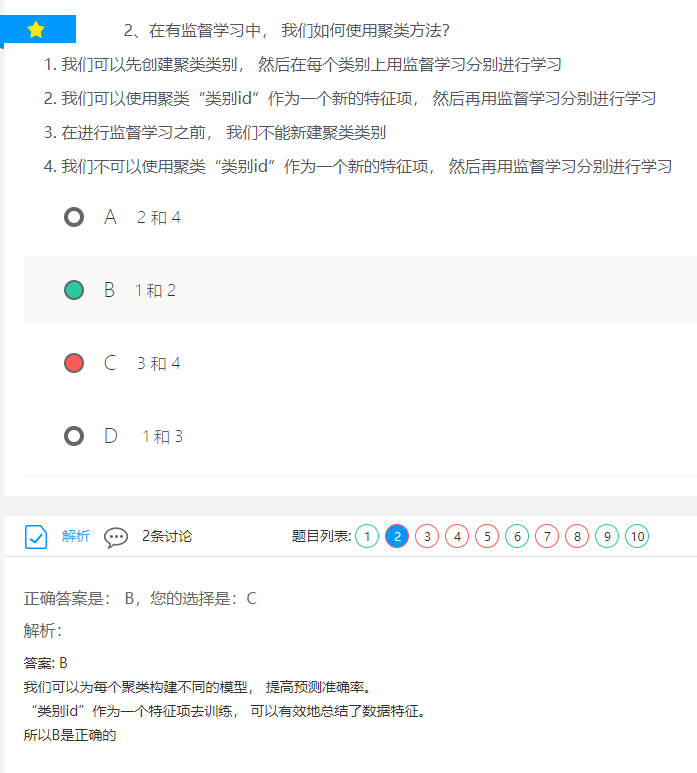 2、在有监督学习中， 我们如何使用聚类方法?
1. 我们可以先创建聚类类别， 然后在每个类别上用监督学习分别进行学习
2. 我们可以使用聚类“类别id”作为一个新的特征项， 然后再用监督学习分别进行学习
3. 在进行监督学习之前， 我们不能新建聚类类别
4. 我们不可以使用聚类“类别id”作为一个新的特征项， 然后再用监督学习分别进行学习
A 2 和 4
B 1 和 2
C 3 和 4
D 1 和 3
解析 2条讨论 题目列表: 1 2 3 4 5 6 7 8 9 10
正确答案是： B，您的选择是：C
解析：
答案: B
我们可以为每个聚类构建不同的模型， 提高预测准确率。
“类别id”作为一个特征项去训练， 可以有效地总结了数据特征。
所以B是正确的